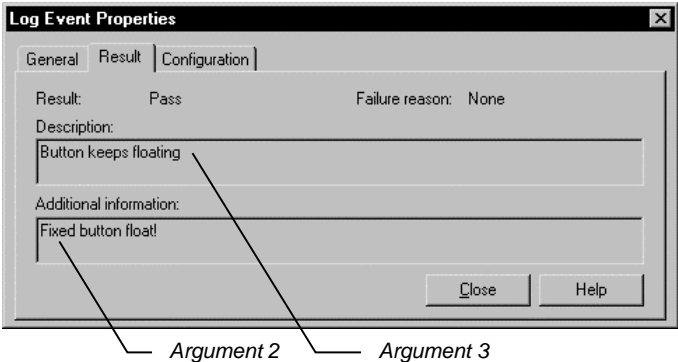 Log Event Properties
General Result Configuration
Result: Pass Failure reason: None
Description:
Button keeps floating
Additional information:
Fixed button float!
Close Help
Argument 2 Argument 3